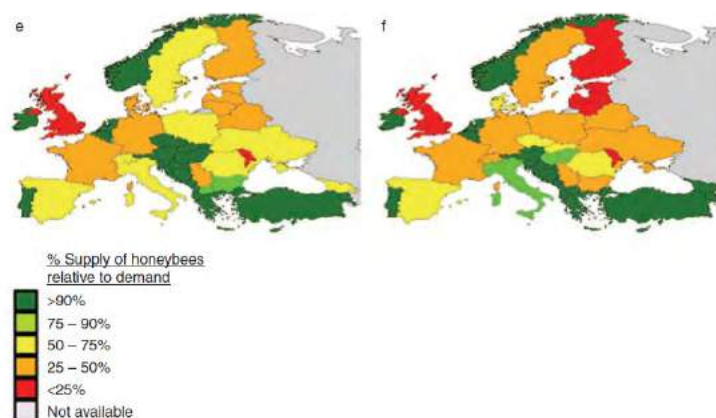 e
f
% Supply of honeybees
relative to demand
>90%
75 – 90%
50 – 75%
25 – 50%
<25%
Not available